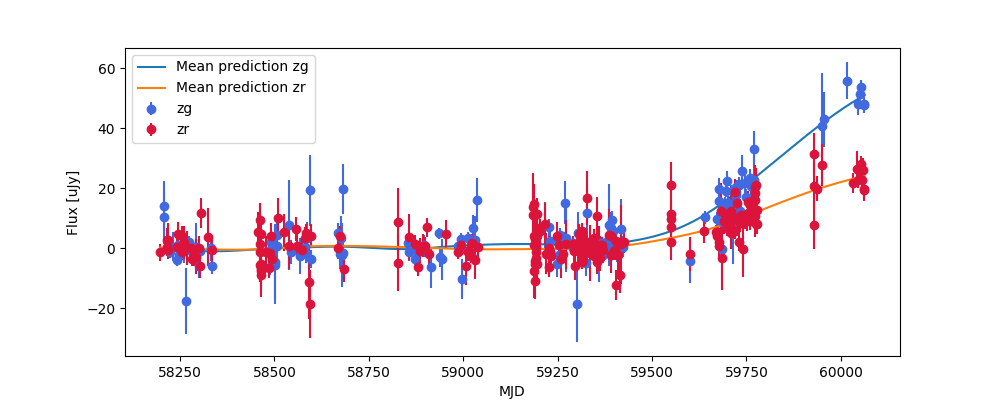 Mean prediction zg
Mean prediction zr
zg
zr
Flux [uJy]
60
40
20
0
−20
58250 58500 58750 59000 59250 59500 59750 60000
MJD